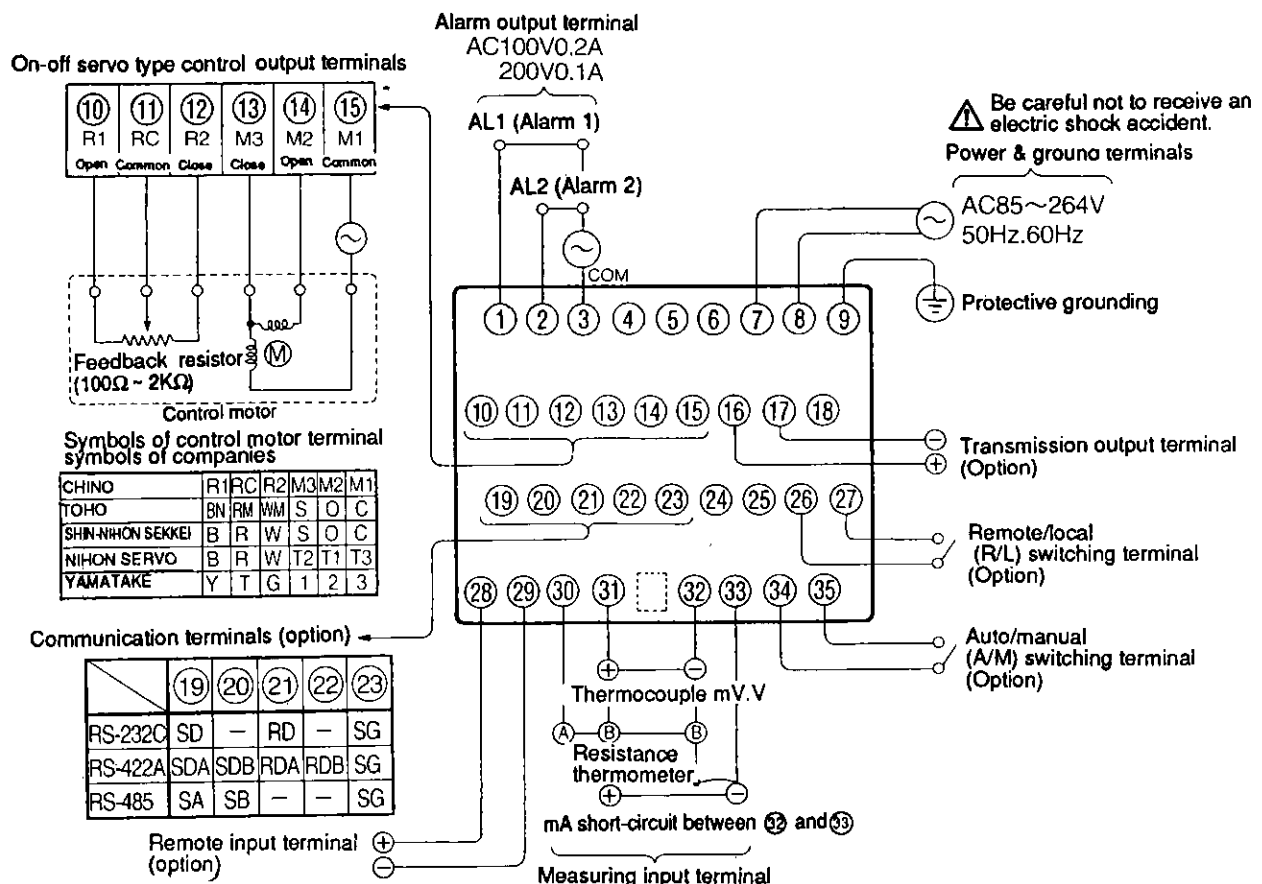 Alarm output terminal
AC100V0.2A
200V0.1A
On-off servo type control output terminals
⑩ ⑪ ⑫ ⑬ ⑭ ⑮ *
R1 RC R2 M3 M2 M1
Open Common Close Close Open Common
AL1 (Alarm 1)
AL2 (Alarm 2)
COM
Be careful not to receive an
electric shock accident.
Power & ground terminals
AC85~264V
50Hz.60Hz
Protective grounding
① ② ③ ④ ⑤ ⑥ ⑦ ⑧ ⑨
Feedback resistor
(100Ω ~ 2KΩ)
M
Control motor
⑩ ⑪ ⑫ ⑬ ⑭ ⑮ ⑯ ⑰ ⑱
⊖ Transmission output terminal
⊕ (Option)
Symbols of control motor terminal
symbols of companies
CHINO R1 RC R2 M3 M2 M1
TOHO BN RM WM S O C
SHIN-NIHON SEKKEI B R W S O C
NIHON SERVO B R W T2 T1 T3
YAMATAKE Y T G 1 2 3
⑲ ⑳ ㉑ ㉒ ㉓ ㉔ ㉕ ㉖ ㉗
Remote/local
(R/L) switching terminal
(Option)
㉘ ㉙ ㉚ ㉛ ㉜ ㉝ ㉞ ㉟
Auto/manual
(A/M) switching terminal
(Option)
Communication terminals (option)
⑲ ⑳ ㉑ ㉒ ㉓
RS-232C SD – RD – SG
RS-422A SDA SDB RDA RDB SG
RS-485 SA SB – – SG
⊕ ⊖
Thermocouple mV.V
Ⓐ Ⓑ Ⓑ
Resistance
thermometer
⊕ ⊖
mA short-circuit between ㉜ and ㉝
Measuring input terminal
Remote input terminal ⊕
(option) ⊖